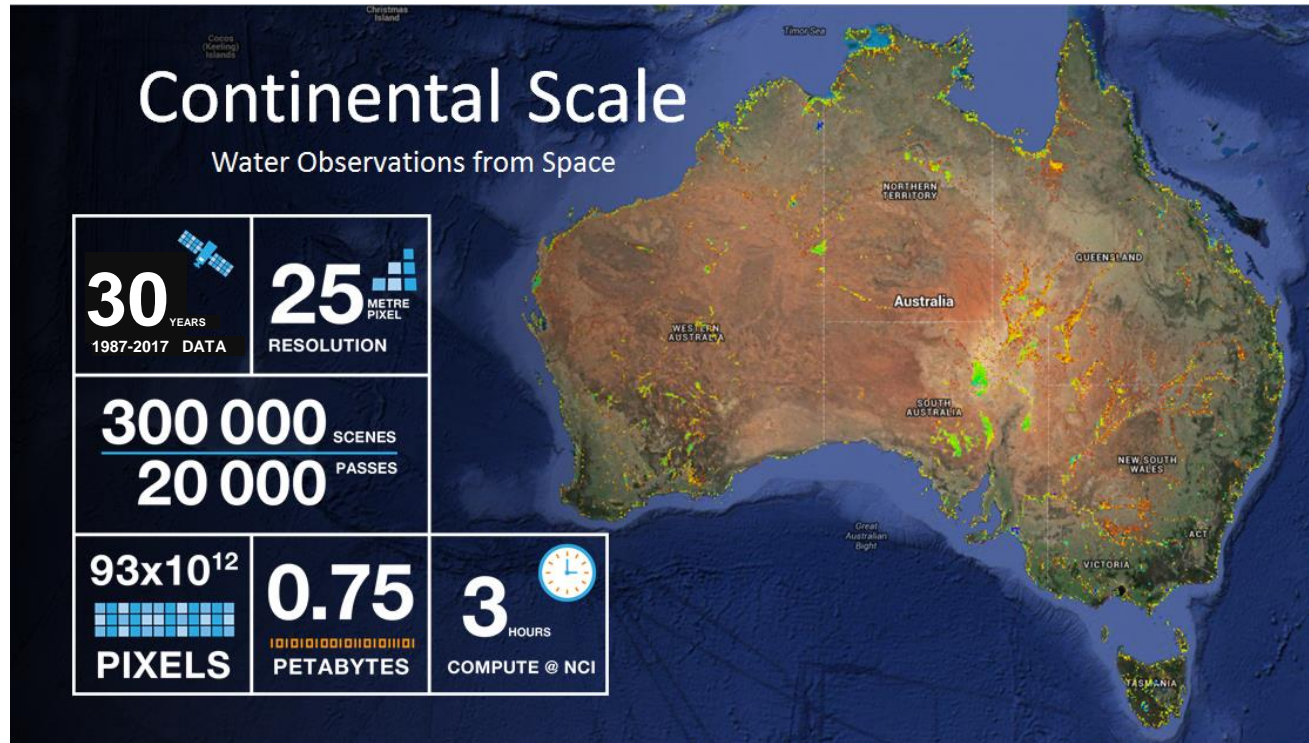 Christmas
Island
Cocos
(Keeling)
Islands
Timor Sea
Continental Scale
Water Observations from Space
30 YEARS
1987-2017 DATA
25 METRE
PIXEL
RESOLUTION
300 000 SCENES
20 000 PASSES
93x10¹²
PIXELS
0.75
PETABYTES
3 HOURS
COMPUTE @ NCI
NORTHERN
TERRITORY
QUEENSLAND
Australia
WESTERN
AUSTRALIA
SOUTH
AUSTRALIA
NEW SOUTH
WALES
Great
Australian
Bight
ACT
VICTORIA
TASMANIA